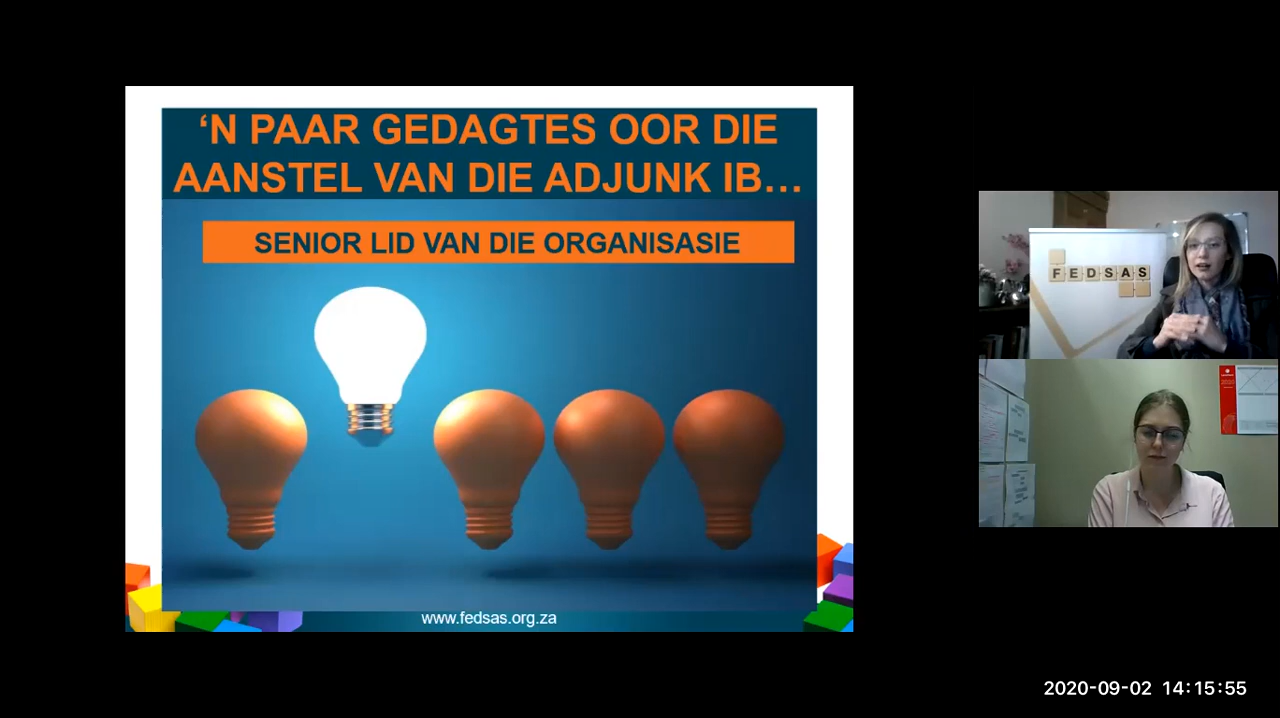 ‘N PAAR GEDAGTES OOR DIE
AANSTEL VAN DIE ADJUNK IB...
SENIOR LID VAN DIE ORGANISASIE
www.fedsas.org.za
FEDSAS
2020-09-02 14:15:55